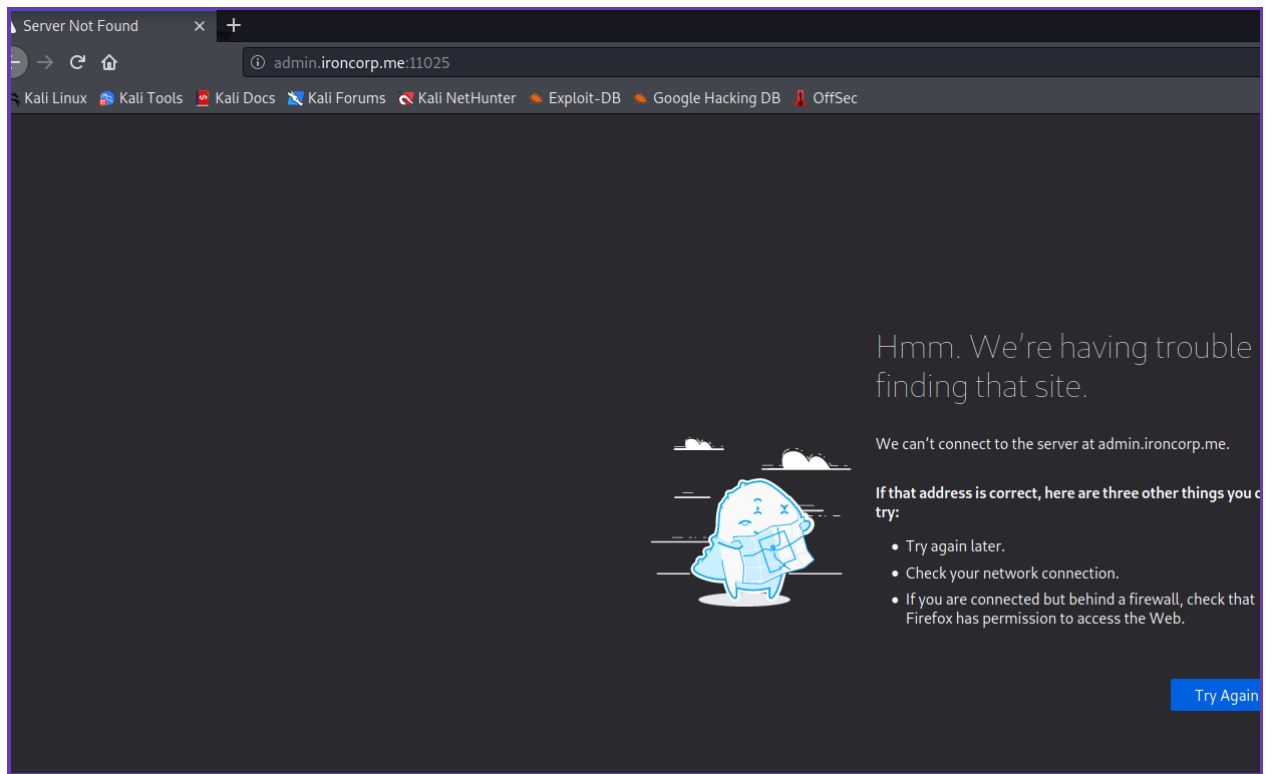 Server Not Found
admin.ironcorp.me:11025
Kali Linux Kali Tools Kali Docs Kali Forums Kali NetHunter Exploit-DB Google Hacking DB OffSec
Hmm. We're having trouble
finding that site.
We can't connect to the server at admin.ironcorp.me.
If that address is correct, here are three other things you
try:
Try again later.
Check your network connection.
If you are connected but behind a firewall, check that
Firefox has permission to access the Web.
Try Again